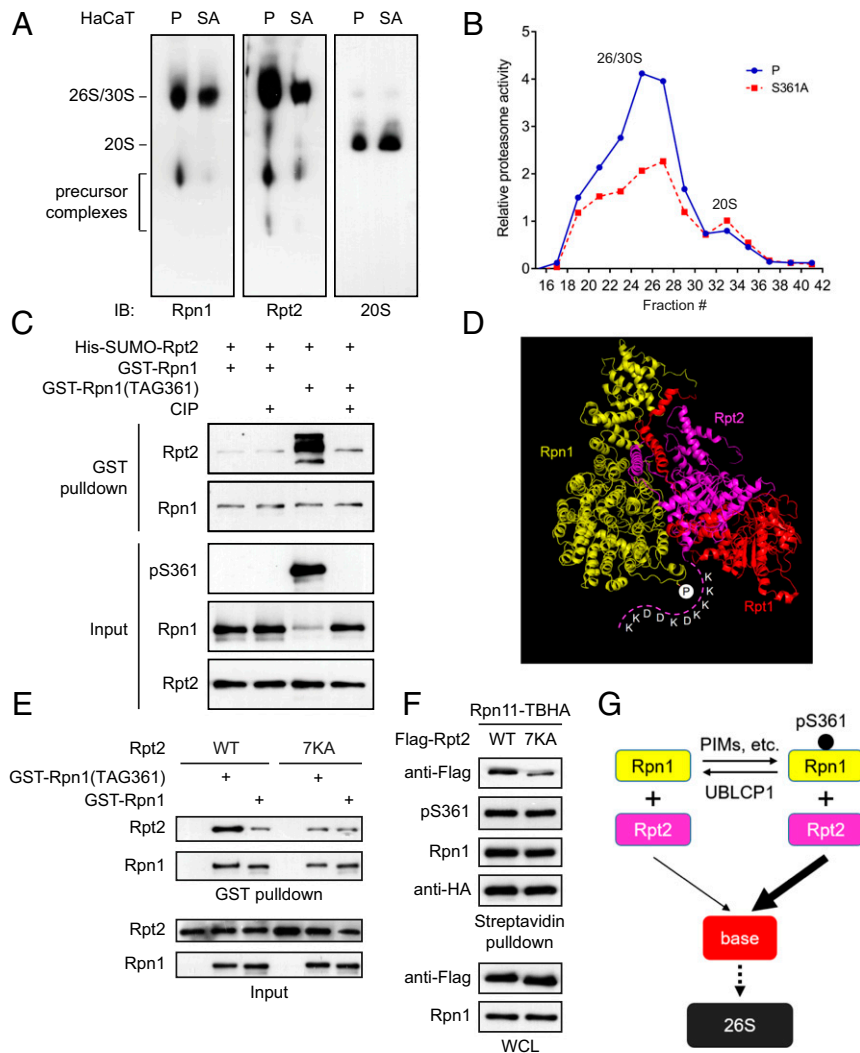 A
HaCaT P SA P SA P SA
26S/30S
20S
precursor
complexes
IB: Rpn1 Rpt2 20S
B
Relative proteasome activity
5
4
3
2
1
0
26/30S
20S
P
S361A
16 18 20 22 24 26 28 30 32 34 36 38 40 42
Fraction #
C
His-SUMO-Rpt2 + + + +
GST-Rpn1 + +
GST-Rpn1(TAG361) + +
CIP + +
GST
pulldown
Rpt2
Rpn1
Input
pS361
Rpn1
Rpt2
D
Rpn1
Rpt2
Rpt1
P
K K D D K D K K K K
E
Rpt2 WT 7KA
GST-Rpn1(TAG361) + +
GST-Rpn1 + +
Rpt2
Rpn1
GST pulldown
Rpt2
Rpn1
Input
F
Rpn11-TBHA
Flag-Rpt2 WT 7KA
anti-Flag
pS361
Rpn1
anti-HA
Streptavidin
pulldown
anti-Flag
Rpn1
WCL
G
pS361
Rpn1 PIMs, etc. Rpn1
UBLCP1
+ +
Rpt2 Rpt2
base
26S